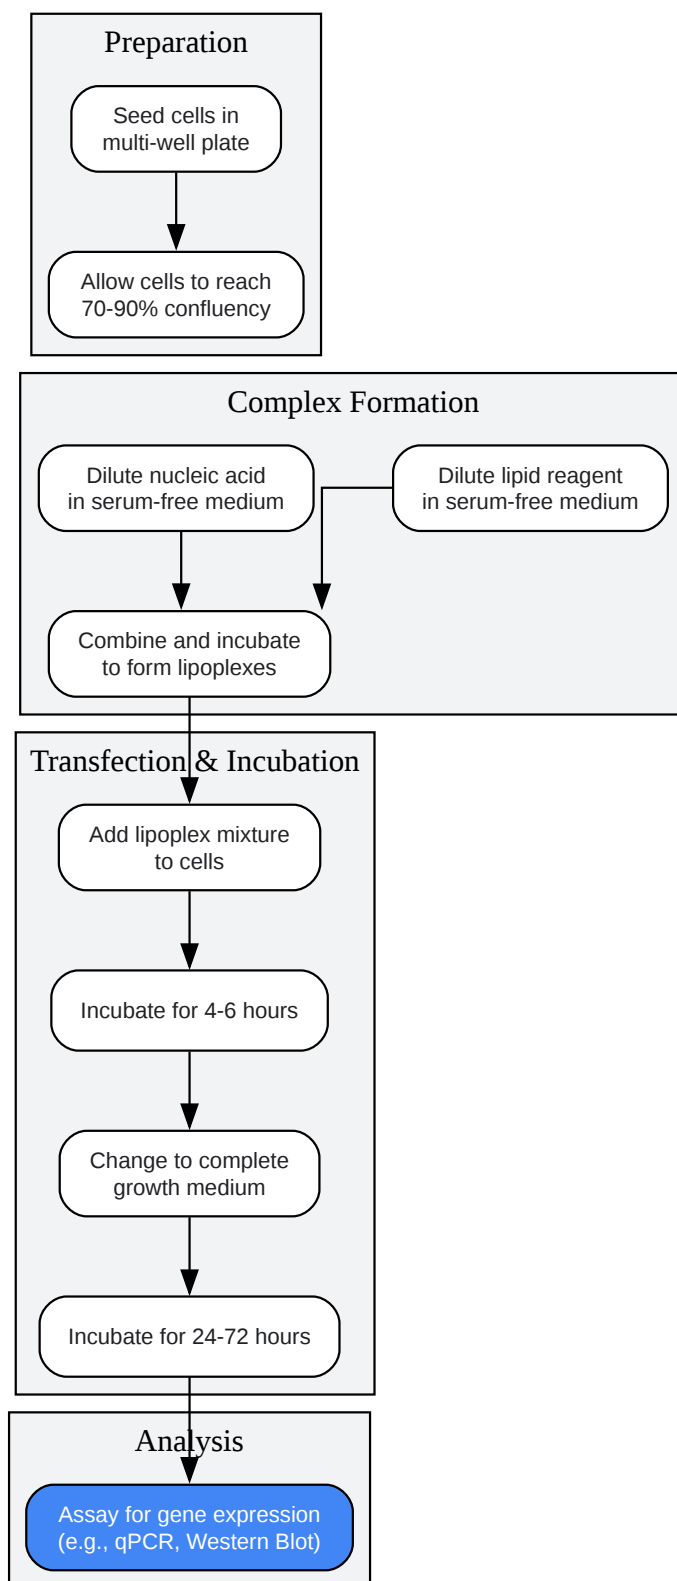 Preparation
Seed cells in
multi-well plate
Allow cells to reach
70-90% confluency
Complex Formation
Dilute nucleic acid
in serum-free medium
Dilute lipid reagent
in serum-free medium
Combine and incubate
to form lipoplexes
Transfection & Incubation
Add lipoplex mixture
to cells
Incubate for 4-6 hours
Change to complete
growth medium
Incubate for 24-72 hours
Analysis
Assay for gene expression
(e.g., qPCR, Western Blot)